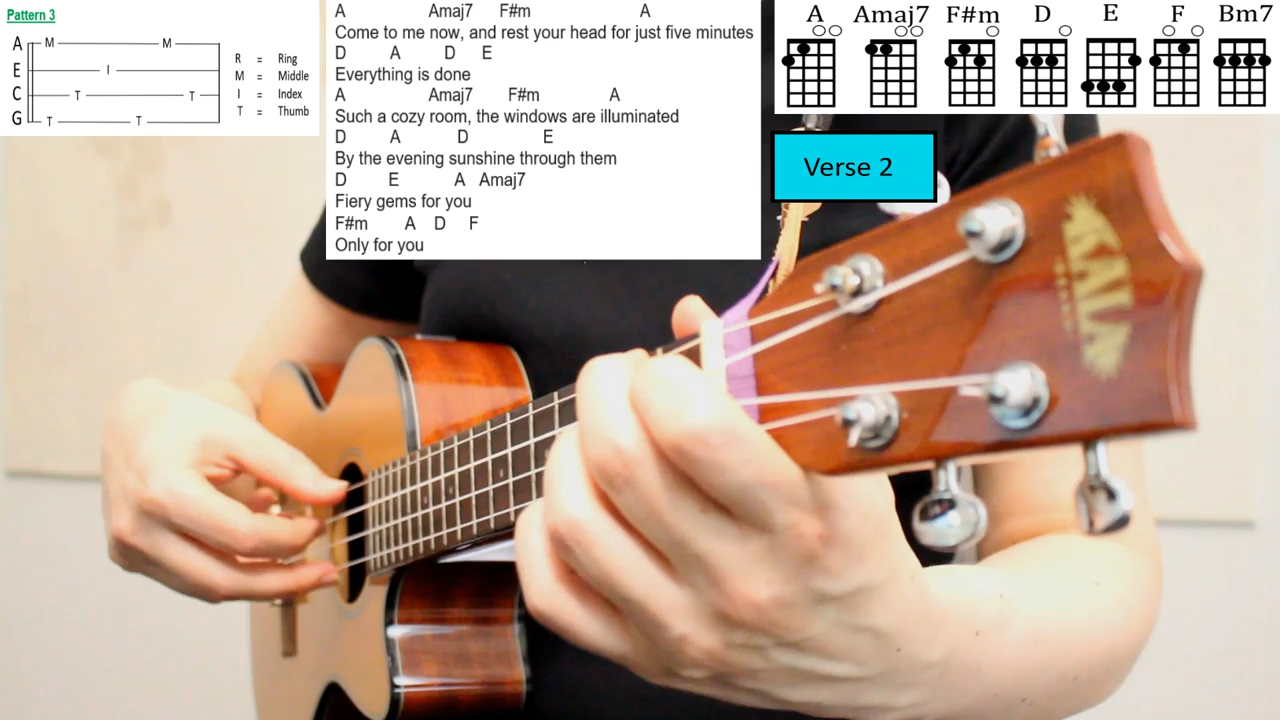 Pattern 3
A M M
E I
C T T
G T T
R = Ring
M = Middle
I = Index
T = Thumb
A Amaj7 F#m A
Come to me now, and rest your head for just five minutes
D A D E
Everything is done
A Amaj7 F#m A
Such a cozy room, the windows are illuminated
D A D E
By the evening sunshine through them
D E A Amaj7
Fiery gems for you
F#m A D F
Only for you
A Amaj7 F#m D E F Bm7
Verse 2
KALA